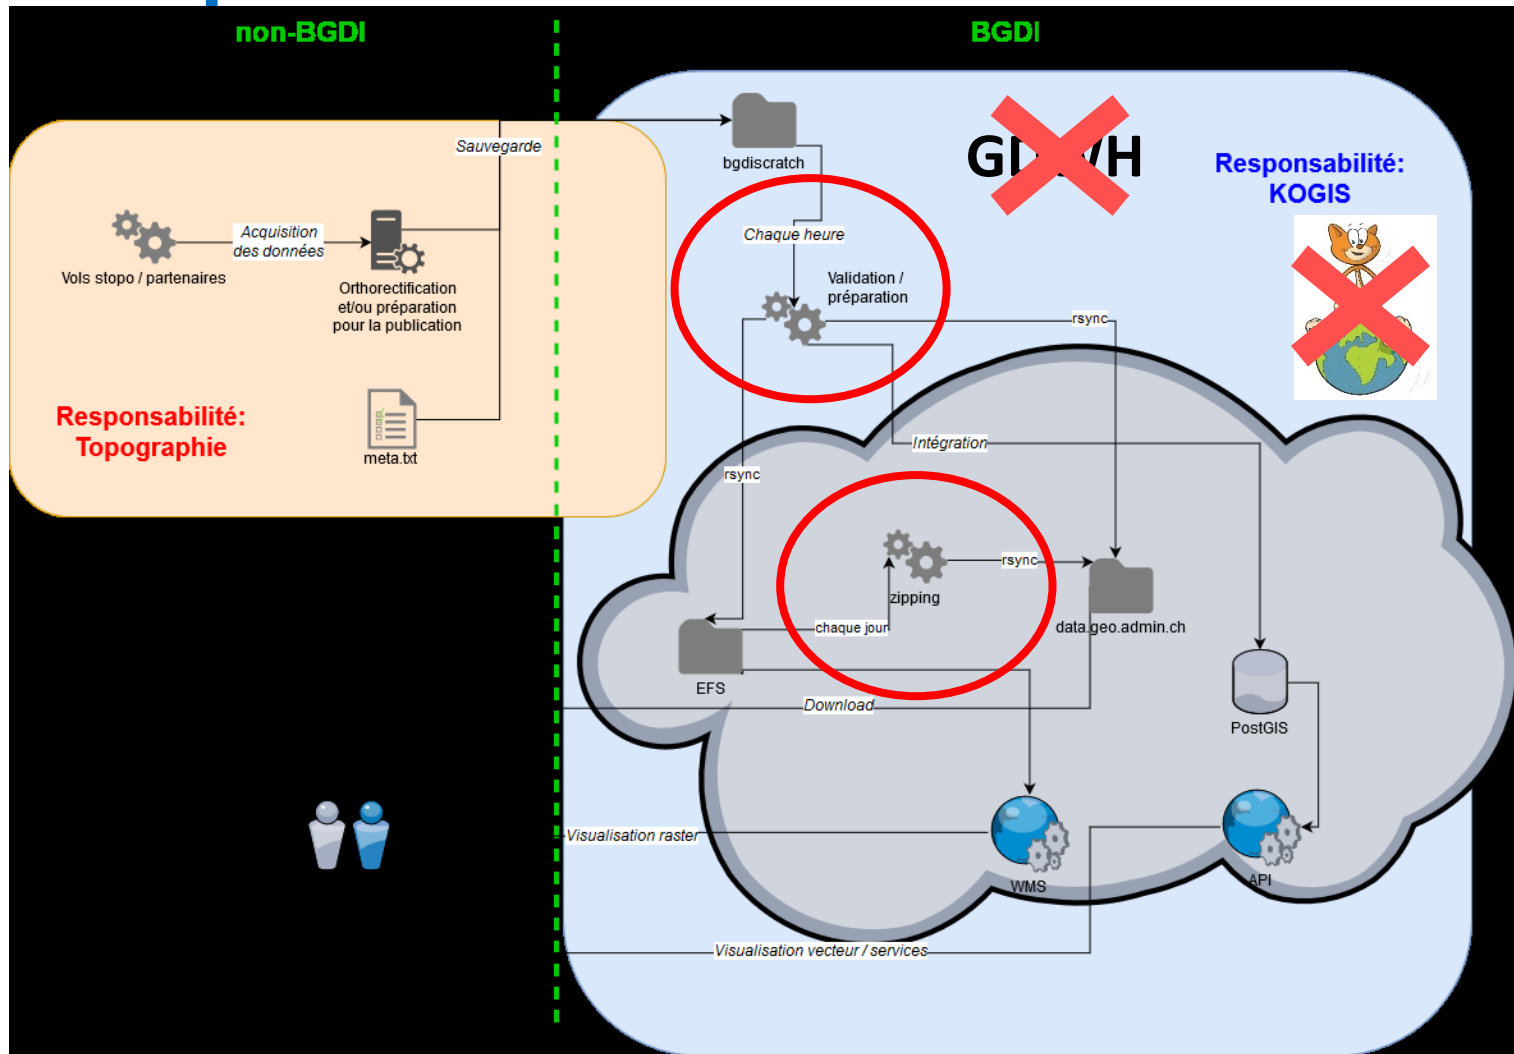 non-BGDI
BGDI
Sauvegarde
bgdiscratch
Responsabilité:
KOGIS
Acquisition
des données
Vols stopo / partenaires
Orthorectification
et/ou préparation
pour la publication
Chaque heure
Validation /
préparation
rsync
Responsabilité:
Topographie
meta.txt
Intégration
rsync
rsync
zipping
chaque jour
data.geo.admin.ch
EFS
Download
PostGIS
Visualisation raster
WMS
API
Visualisation vecteur / services